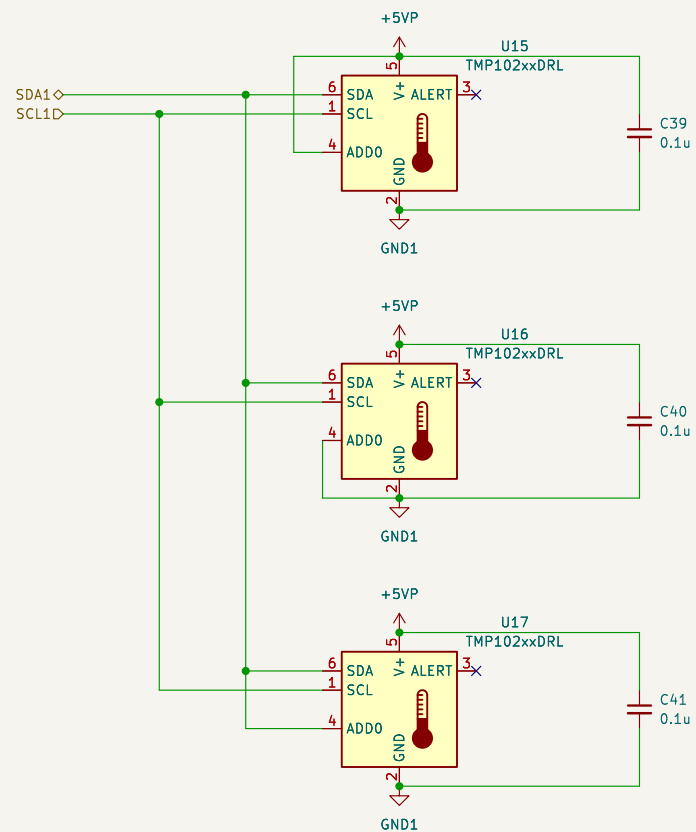 +5VP
U15
TMP102xxDRL
5
SDA1
6 SDA V+ ALERT 3
SCL1
1 SCL
C39
0.1u
4 ADD0
GND
2
GND1
+5VP
U16
TMP102xxDRL
5
6 SDA V+ ALERT 3
1 SCL
C40
0.1u
4 ADD0
GND
2
GND1
+5VP
U17
TMP102xxDRL
5
6 SDA V+ ALERT 3
1 SCL
C41
0.1u
4 ADD0
GND
2
GND1